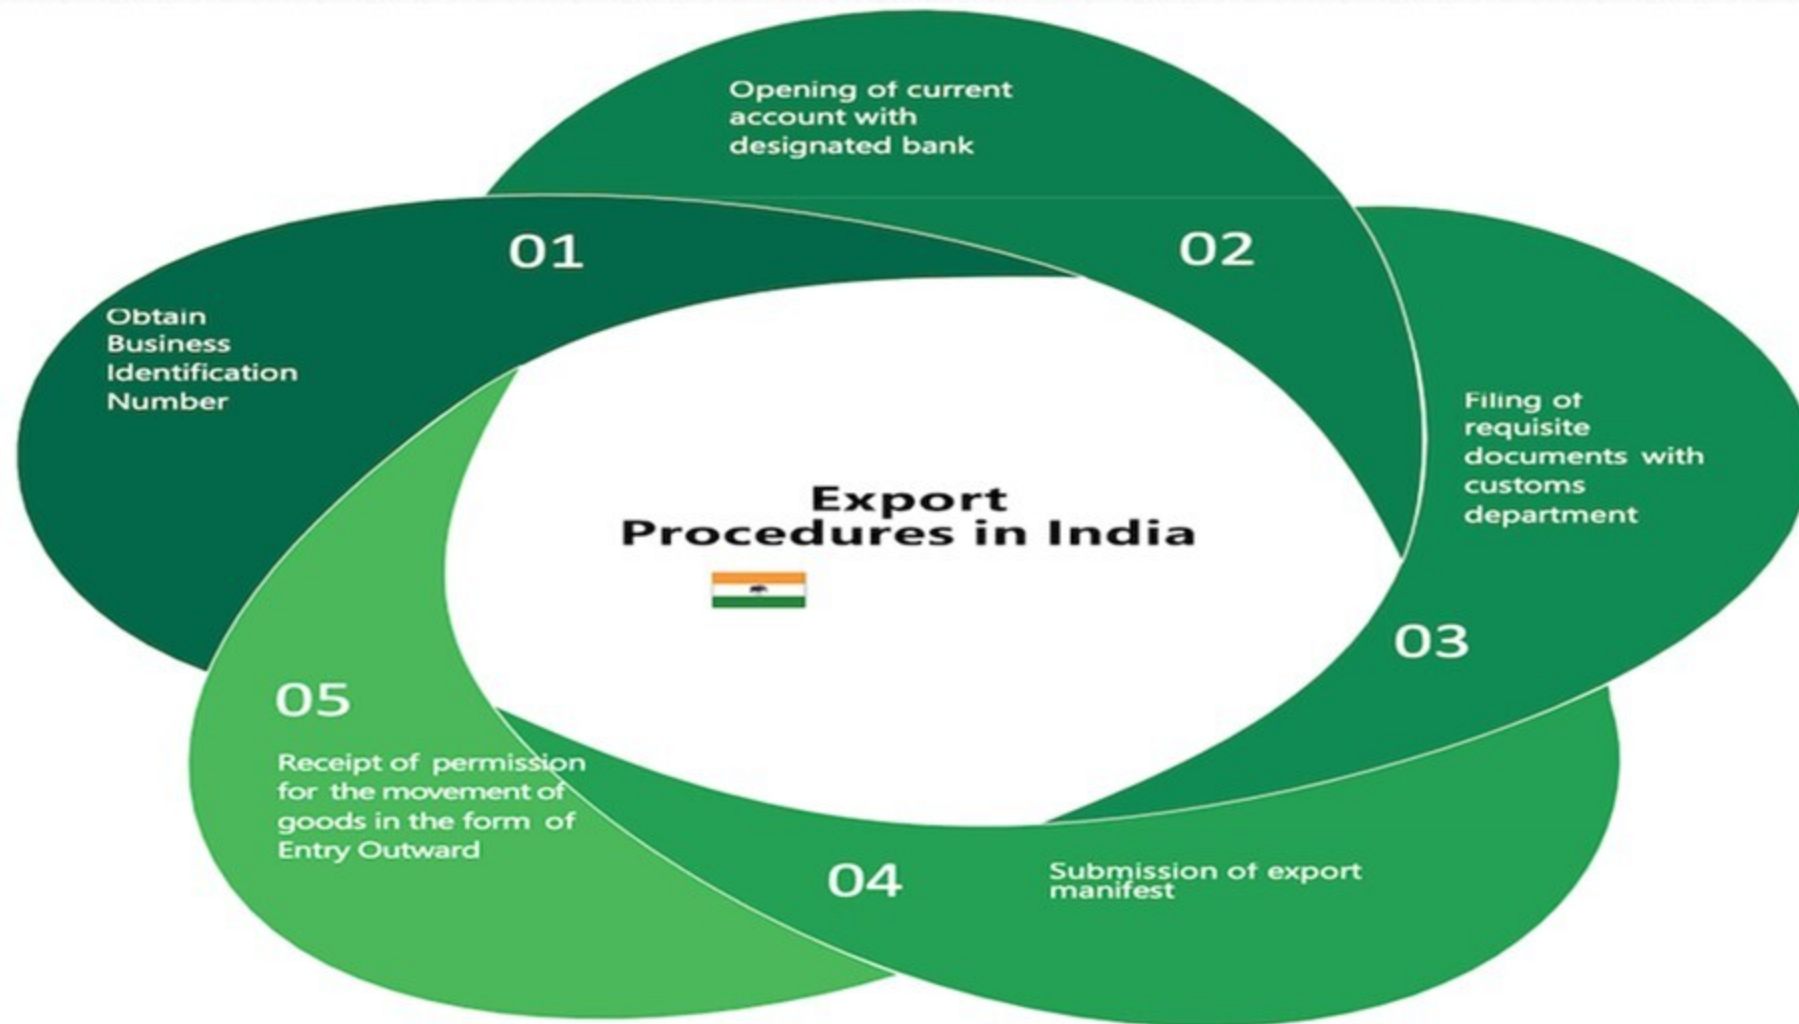 Opening of current
account with
designated bank
01
02
Obtain
Business
Identification
Number
Filing of
requisite
documents with
customs
department
Export
Procedures in India
03
05
Receipt of permission
for the movement of
goods in the form of
Entry Outward
04
Submission of export
manifest